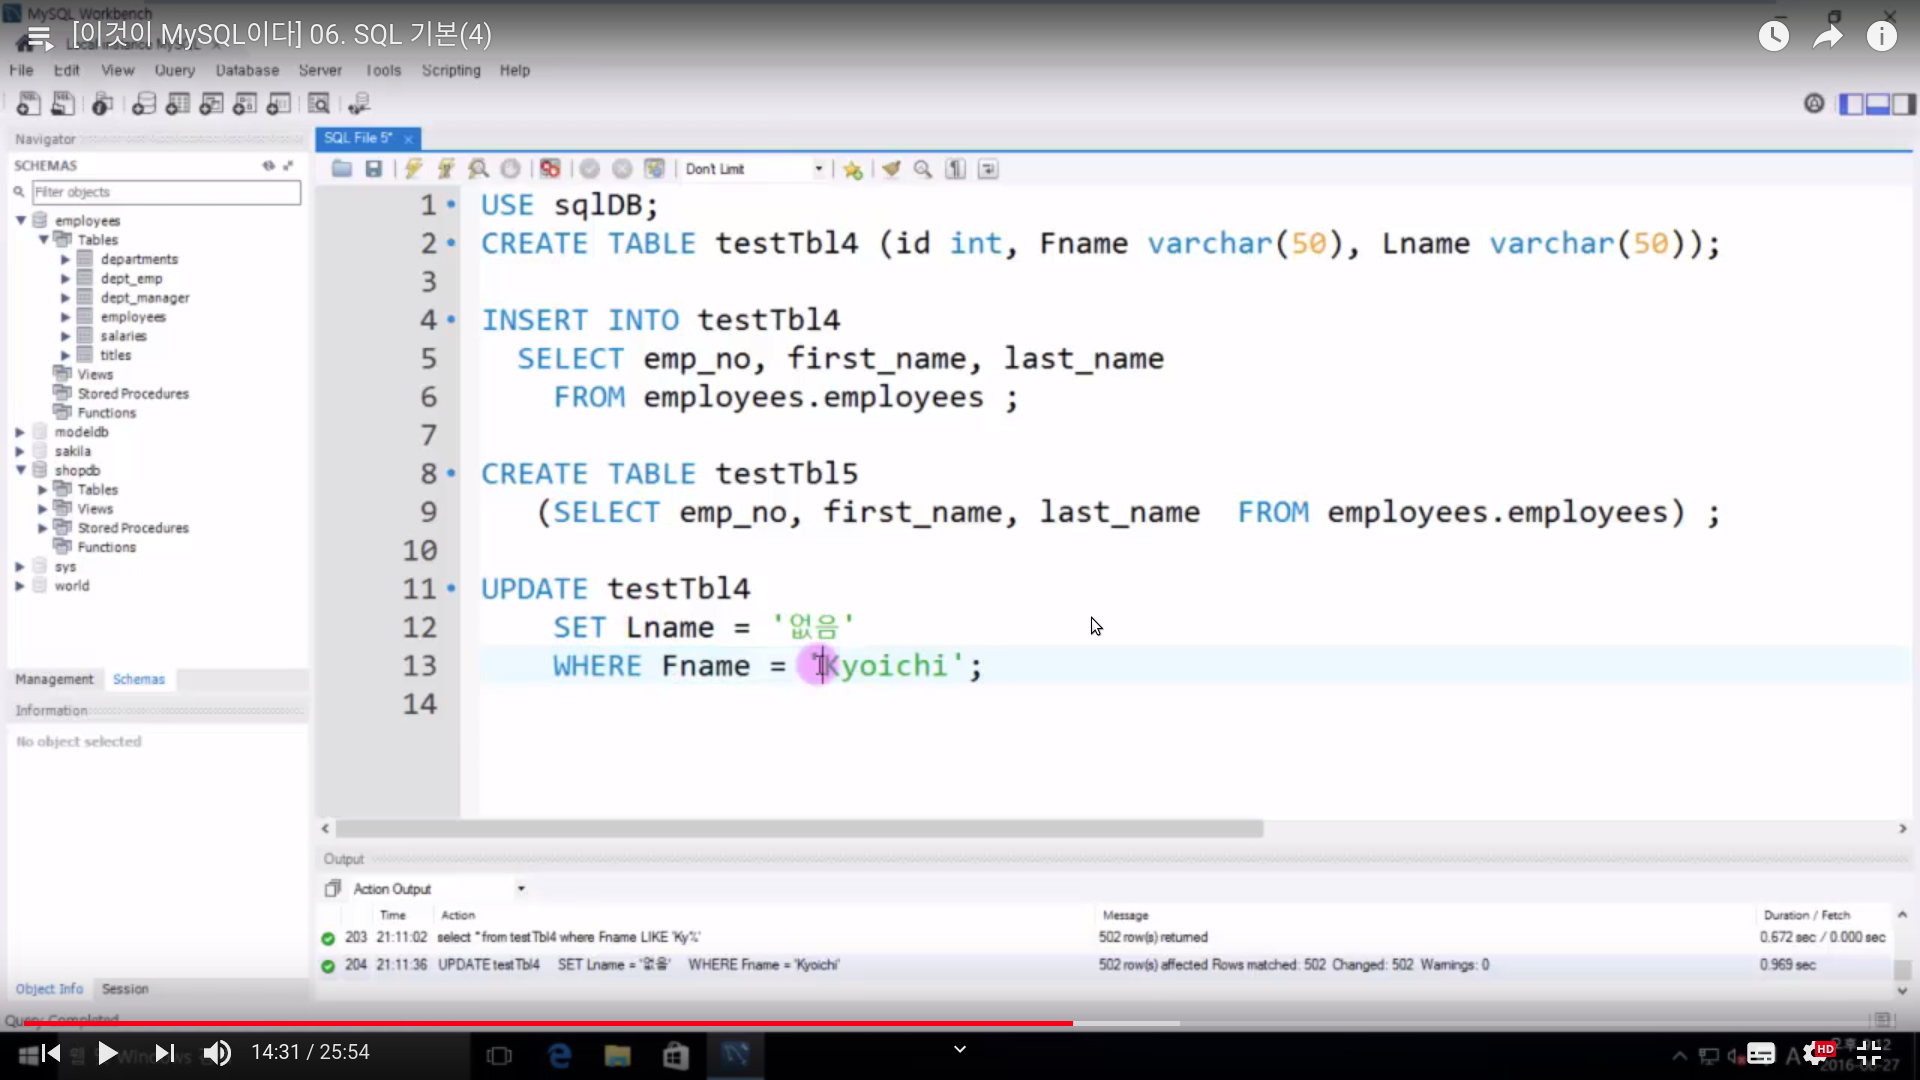 MySQL Workbench
[이것이 MySQL이다] 06. SQL 기본(4)
File Edit View Query Database Server Tools Scripting Help
Navigator
SQL File 5*
SCHEMAS
Don't Limit
Filter objects
employees
Tables
departments
dept_emp
dept_manager
employees
salaries
titles
Views
Stored Procedures
Functions
modeldb
sakila
shopdb
Tables
Views
Stored Procedures
Functions
sys
world
Management Schemas
Information
No object selected
Object Info Session
1 USE sqlDB;
2 CREATE TABLE testTbl4 (id int, Fname varchar(50), Lname varchar(50));
3
4 INSERT INTO testTbl4
5 SELECT emp_no, first_name, last_name
6 FROM employees.employees ;
7
8 CREATE TABLE testTbl5
9 (SELECT emp_no, first_name, last_name  FROM employees.employees) ;
10
11 UPDATE testTbl4
12 SET Lname = '없음'
13 WHERE Fname = 'Kyoichi';
14
Output
Action Output
Time Action Message Duration / Fetch
203 21:11:02 select * from testTbl4 where Fname LIKE 'Ky%' 502 row(s) returned 0.672 sec / 0.000 sec
204 21:11:36 UPDATE testTbl4 SET Lname = '없음' WHERE Fname = 'Kyoichi' 502 row(s) affected Rows matched: 502 Changed: 502 Warnings: 0 0.969 sec
Query Completed
14:31 / 25:54
HD